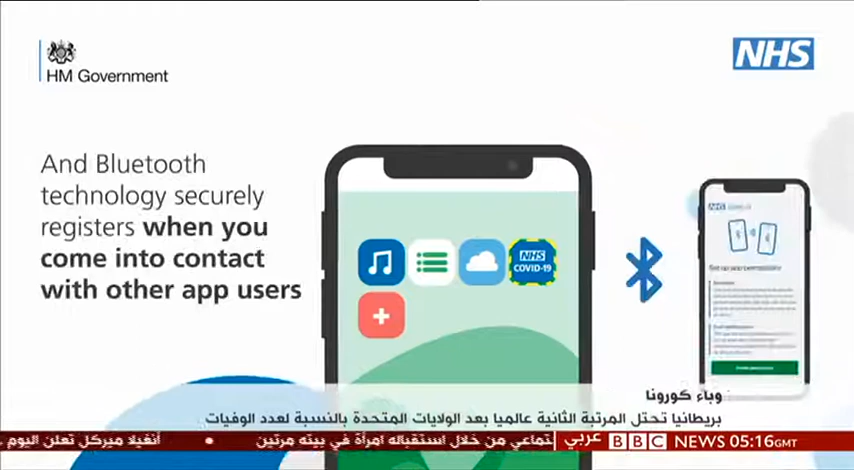 HM Government
NHS
And Bluetooth
technology securely
registers when you
come into contact
with other app users
NHS
COVID-19
NHS
وباء كورونا
بريطانيا تحتل المرتبة الثانية عالميا بعد الولايات المتحدة بالنسبة لعدد الوفيات
أنغيلا ميركل تعلن اليوم
من خلال استقباله امرأة في بيته مرتين
عربي BBC NEWS 05:16GMT